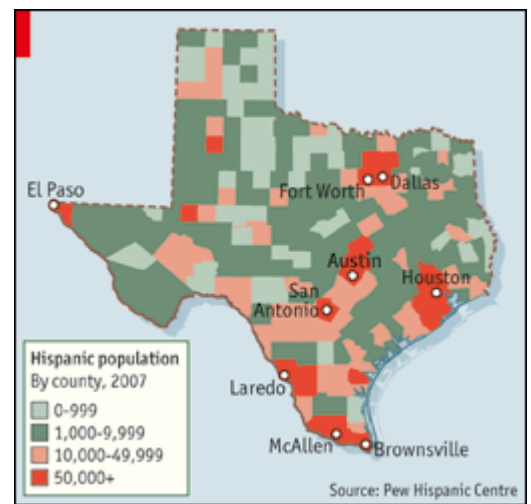 El Paso
Fort Worth
Dallas
Austin
Houston
San
Antonio
Laredo
McAllen
Brownsville
Hispanic population
By county, 2007
0-999
1,000-9,999
10,000-49,999
50,000+
Source: Pew Hispanic Centre